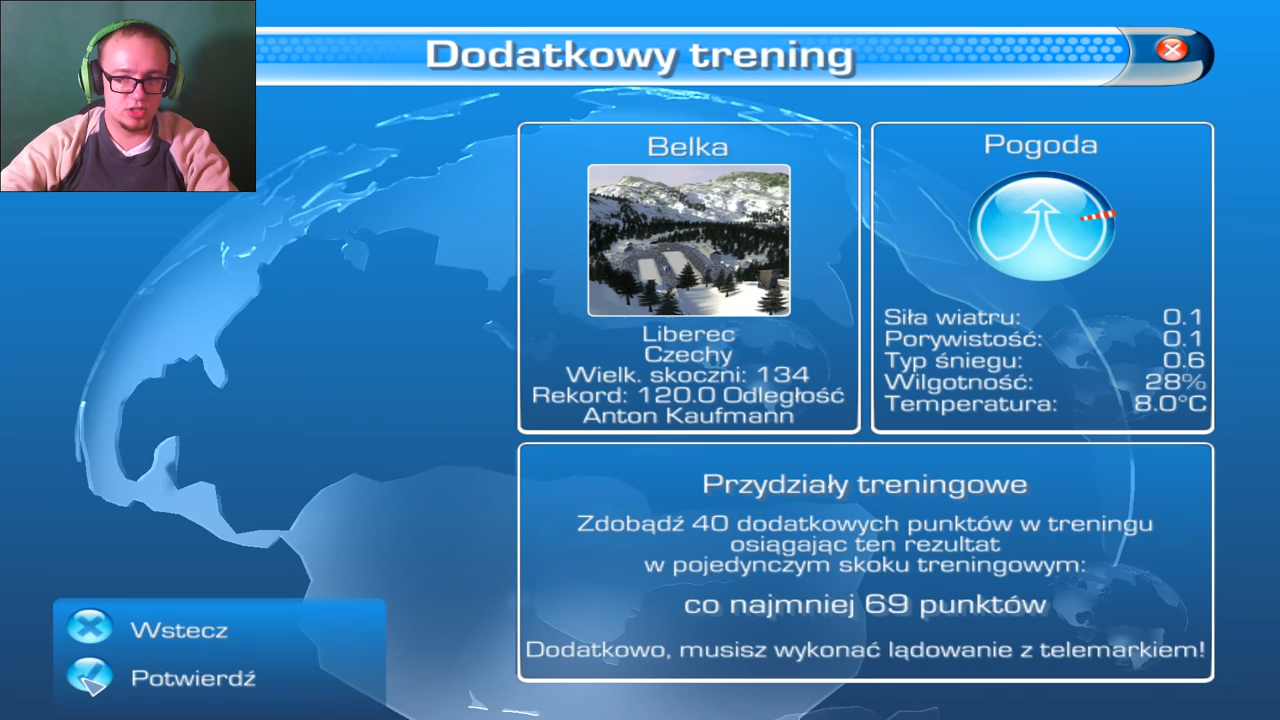 Dodatkowy trening
Belka
Liberec
Czechy
Wielk. skoczni: 134
Rekord: 120.0 Odległość
Anton Kaufmann
Pogoda
Siła wiatru: 0.1
Porywistość: 0.1
Typ śniegu: 0.6
Wilgotność: 28%
Temperatura: 8.0°C
Przydziały treningowe
Zdobądź 40 dodatkowych punktów w treningu
osiągając ten rezultat
w pojedynczym skoku treningowym:
co najmniej 69 punktów
Dodatkowo, musisz wykonać lądowanie z telemarkiem!
Wstecz
Potwierdź